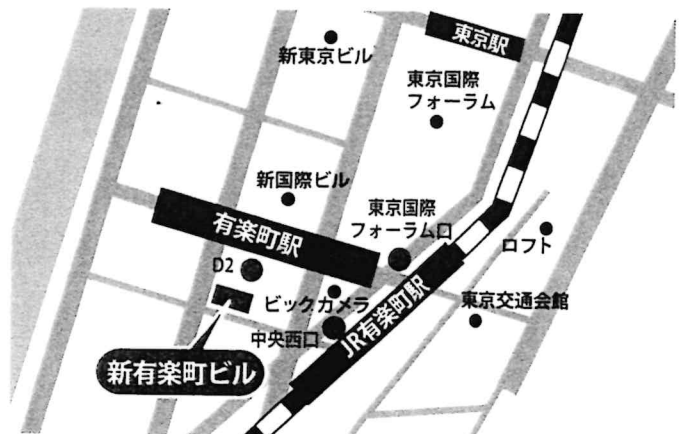 東京駅
新東京ビル
東京国際
フォーラム
新国際ビル
東京国際
フォーラム口
有楽町駅
ロフト
D2
ビックカメラ
東京交通会館
JR有楽町駅
中央西口
新有楽町ビル